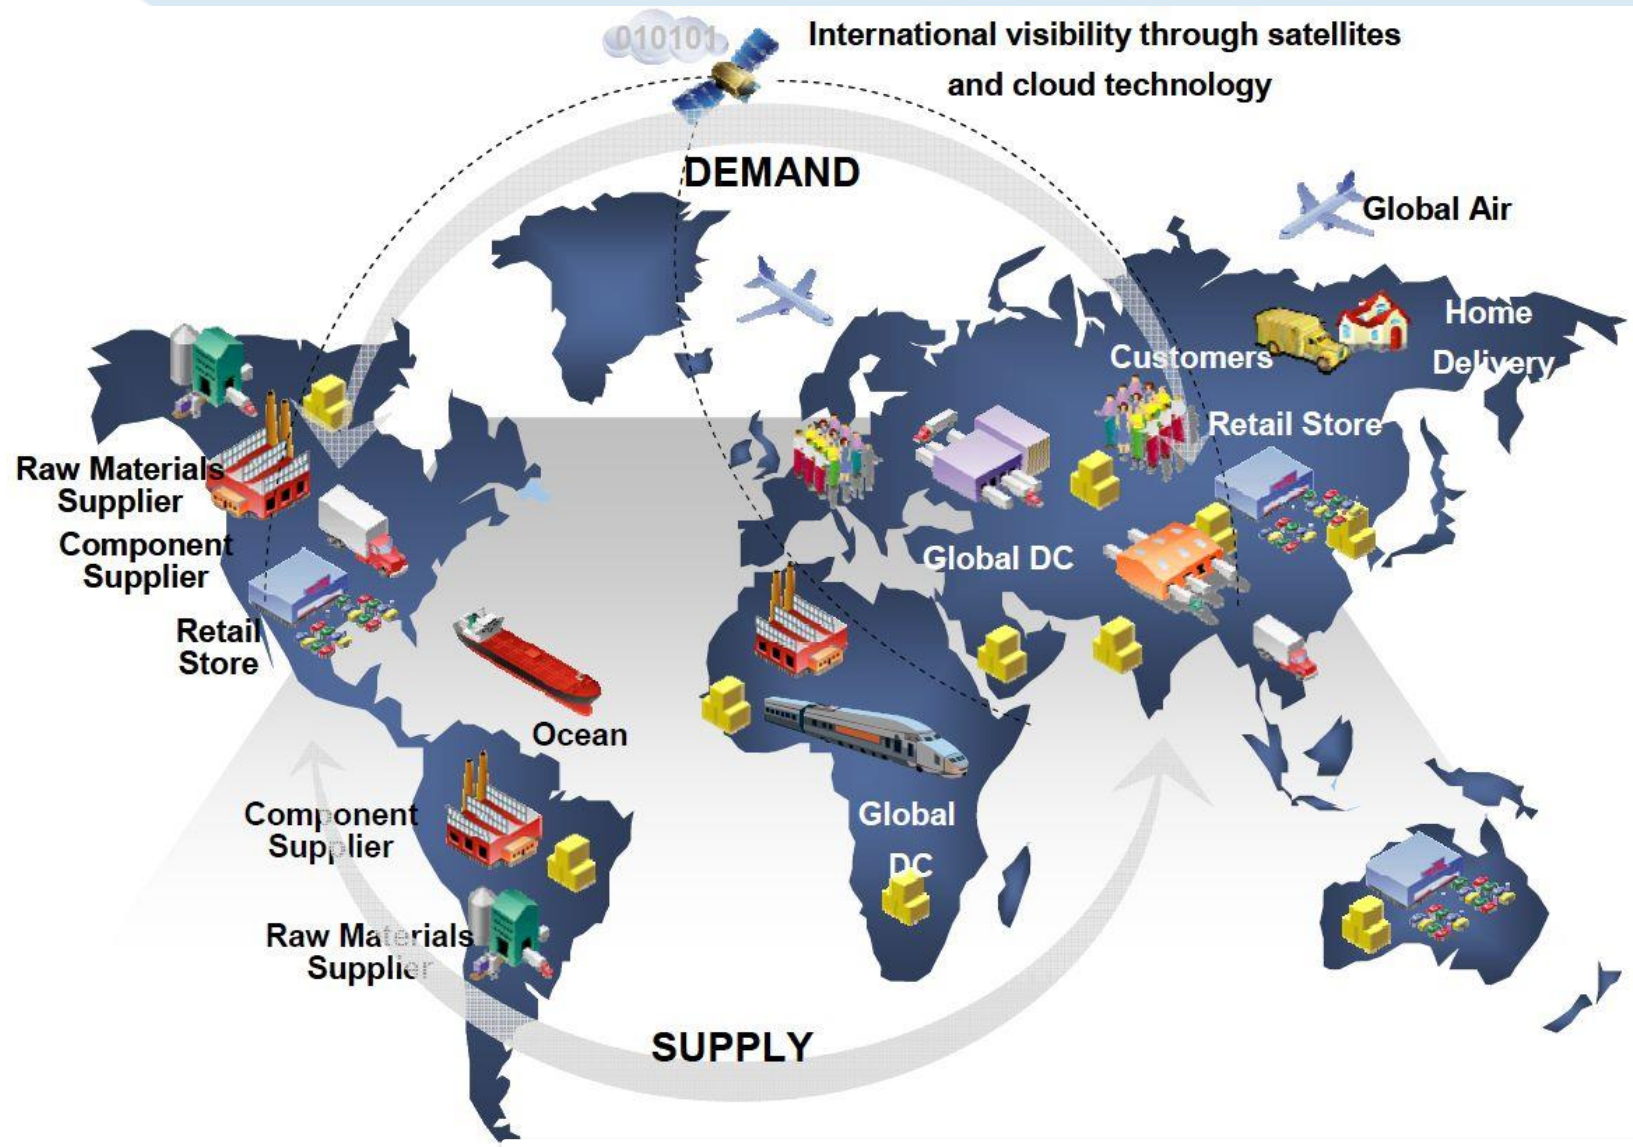 010101
International visibility through satellites
and cloud technology
DEMAND
Global Air
Home
Delivery
Customers
Retail Store
Raw Materials
Supplier
Component
Supplier
Global DC
Retail
Store
Ocean
Component
Supplier
Global
DC
Raw Materials
Supplier
SUPPLY